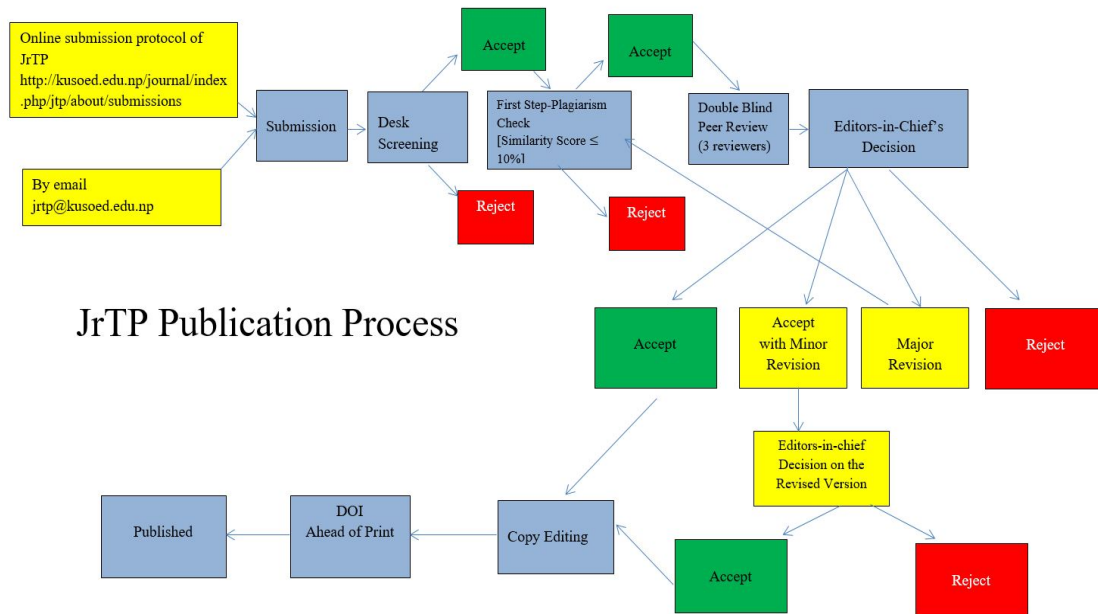 Online submission protocol of
JrTP
http://kusoed.edu.np/journal/index
.php/jtp/about/submissions
By email
jrtp@kusoed.edu.np
Submission
Desk
Screening
Accept
Reject
First Step-Plagiarism
Check
[Similarity Score ≤
10%]
Accept
Reject
Double Blind
Peer Review
(3 reviewers)
Editors-in-Chief's
Decision
JrTP Publication Process
Accept
Accept
with Minor
Revision
Major
Revision
Reject
Editors-in-chief
Decision on the
Revised Version
Published
DOI
Ahead of Print
Copy Editing
Accept
Reject